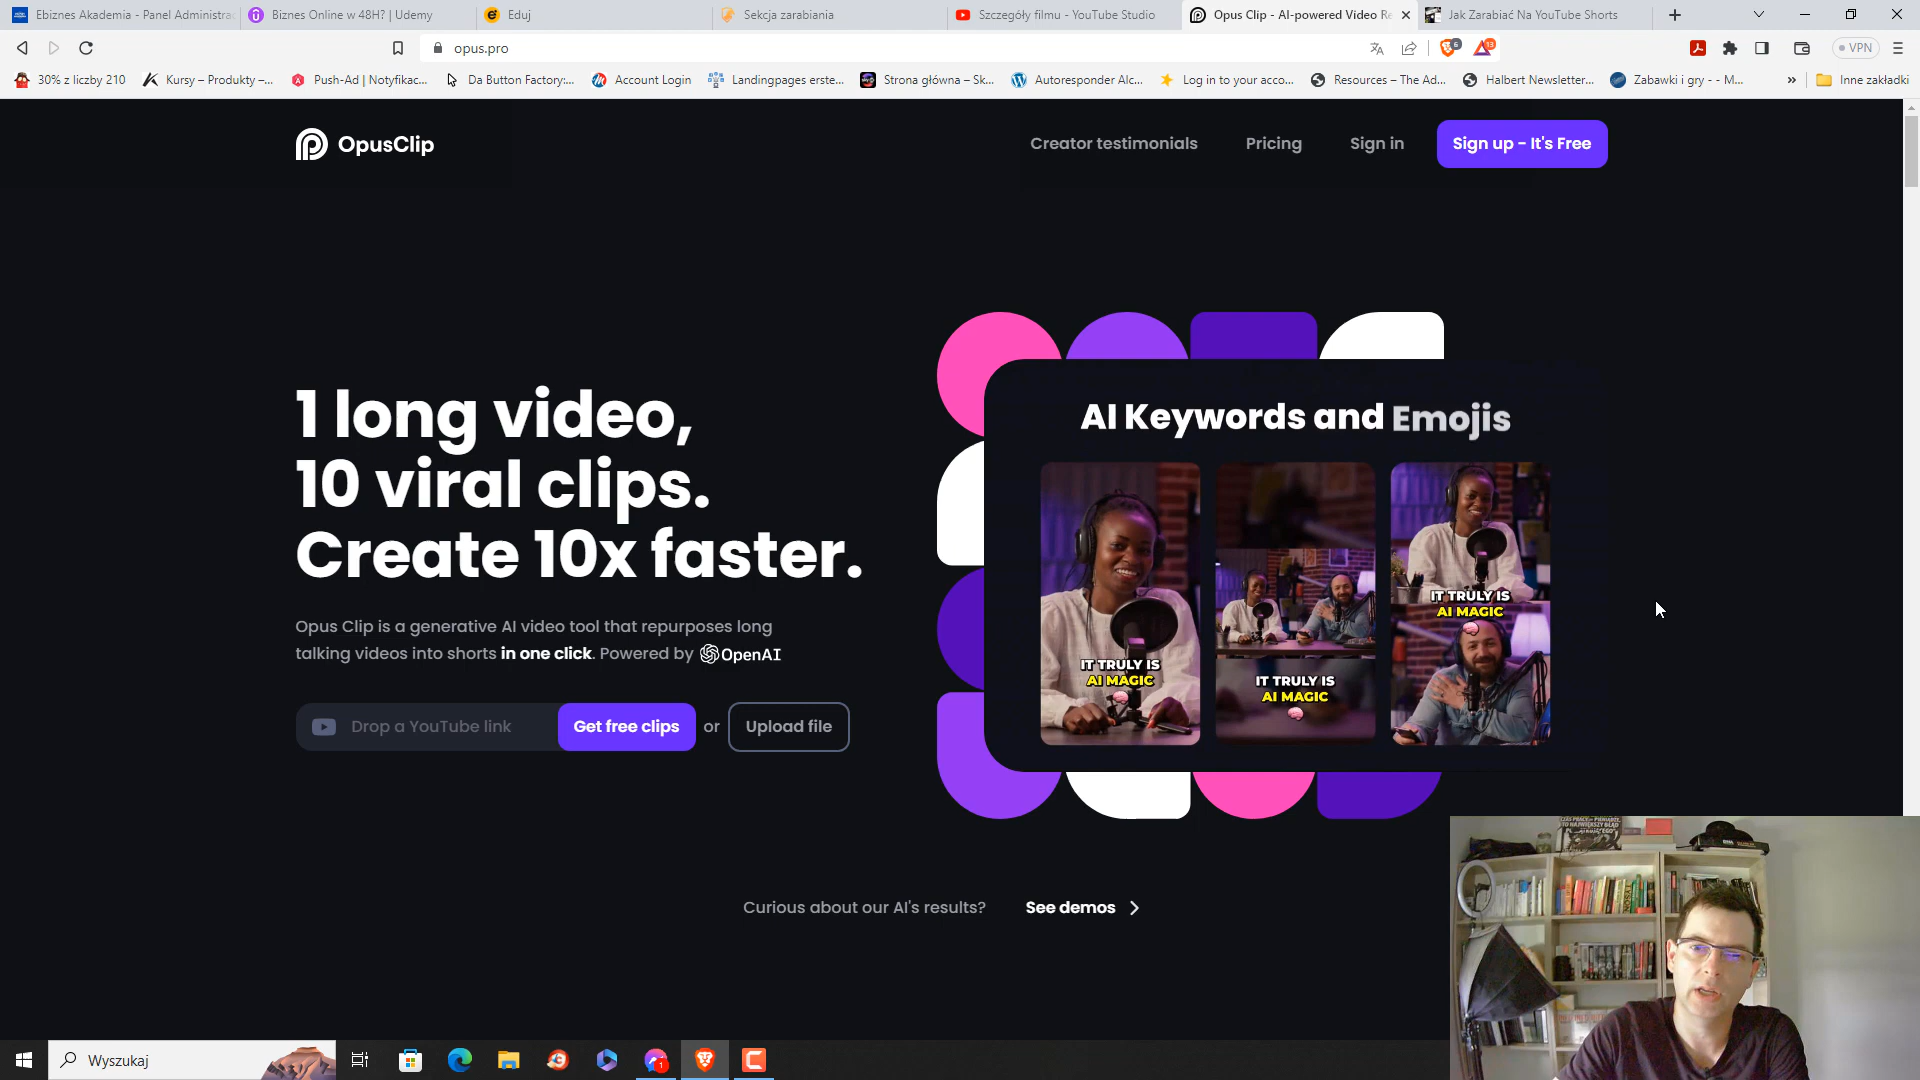 Ebiznes Akademia - Panel Administrac
Biznes Online w 48H? | Udemy
Eduj
Sekcja zarabiania
Szczegóły filmu - YouTube Studio
Opus Clip - AI-powered Video Re
Jak Zarabiać Na YouTube Shorts
opus.pro
6
13
VPN
30% z liczby 210
Kursy – Produkty –...
Push-Ad | Notyfikac...
Da Button Factory:...
Account Login
Landingpages erste...
Strona główna – Sk...
Autoresponder Alc...
Log in to your acco...
Resources – The Ad...
Halbert Newsletter...
Zabawki i gry - - M...
»
Inne zakładki
OpusClip
Creator testimonials
Pricing
Sign in
Sign up - It's Free
1 long video,
10 viral clips.
Create 10x faster.
Opus Clip is a generative AI video tool that repurposes long
talking videos into shorts in one click. Powered by OpenAI
Drop a YouTube link
Get free clips
or
Upload file
AI Keywords and Emojis
IT TRULY IS
AI MAGIC
IT TRULY IS
AI MAGIC
IT TRULY IS
AI MAGIC
Curious about our AI's results?
See demos
Wyszukaj
1